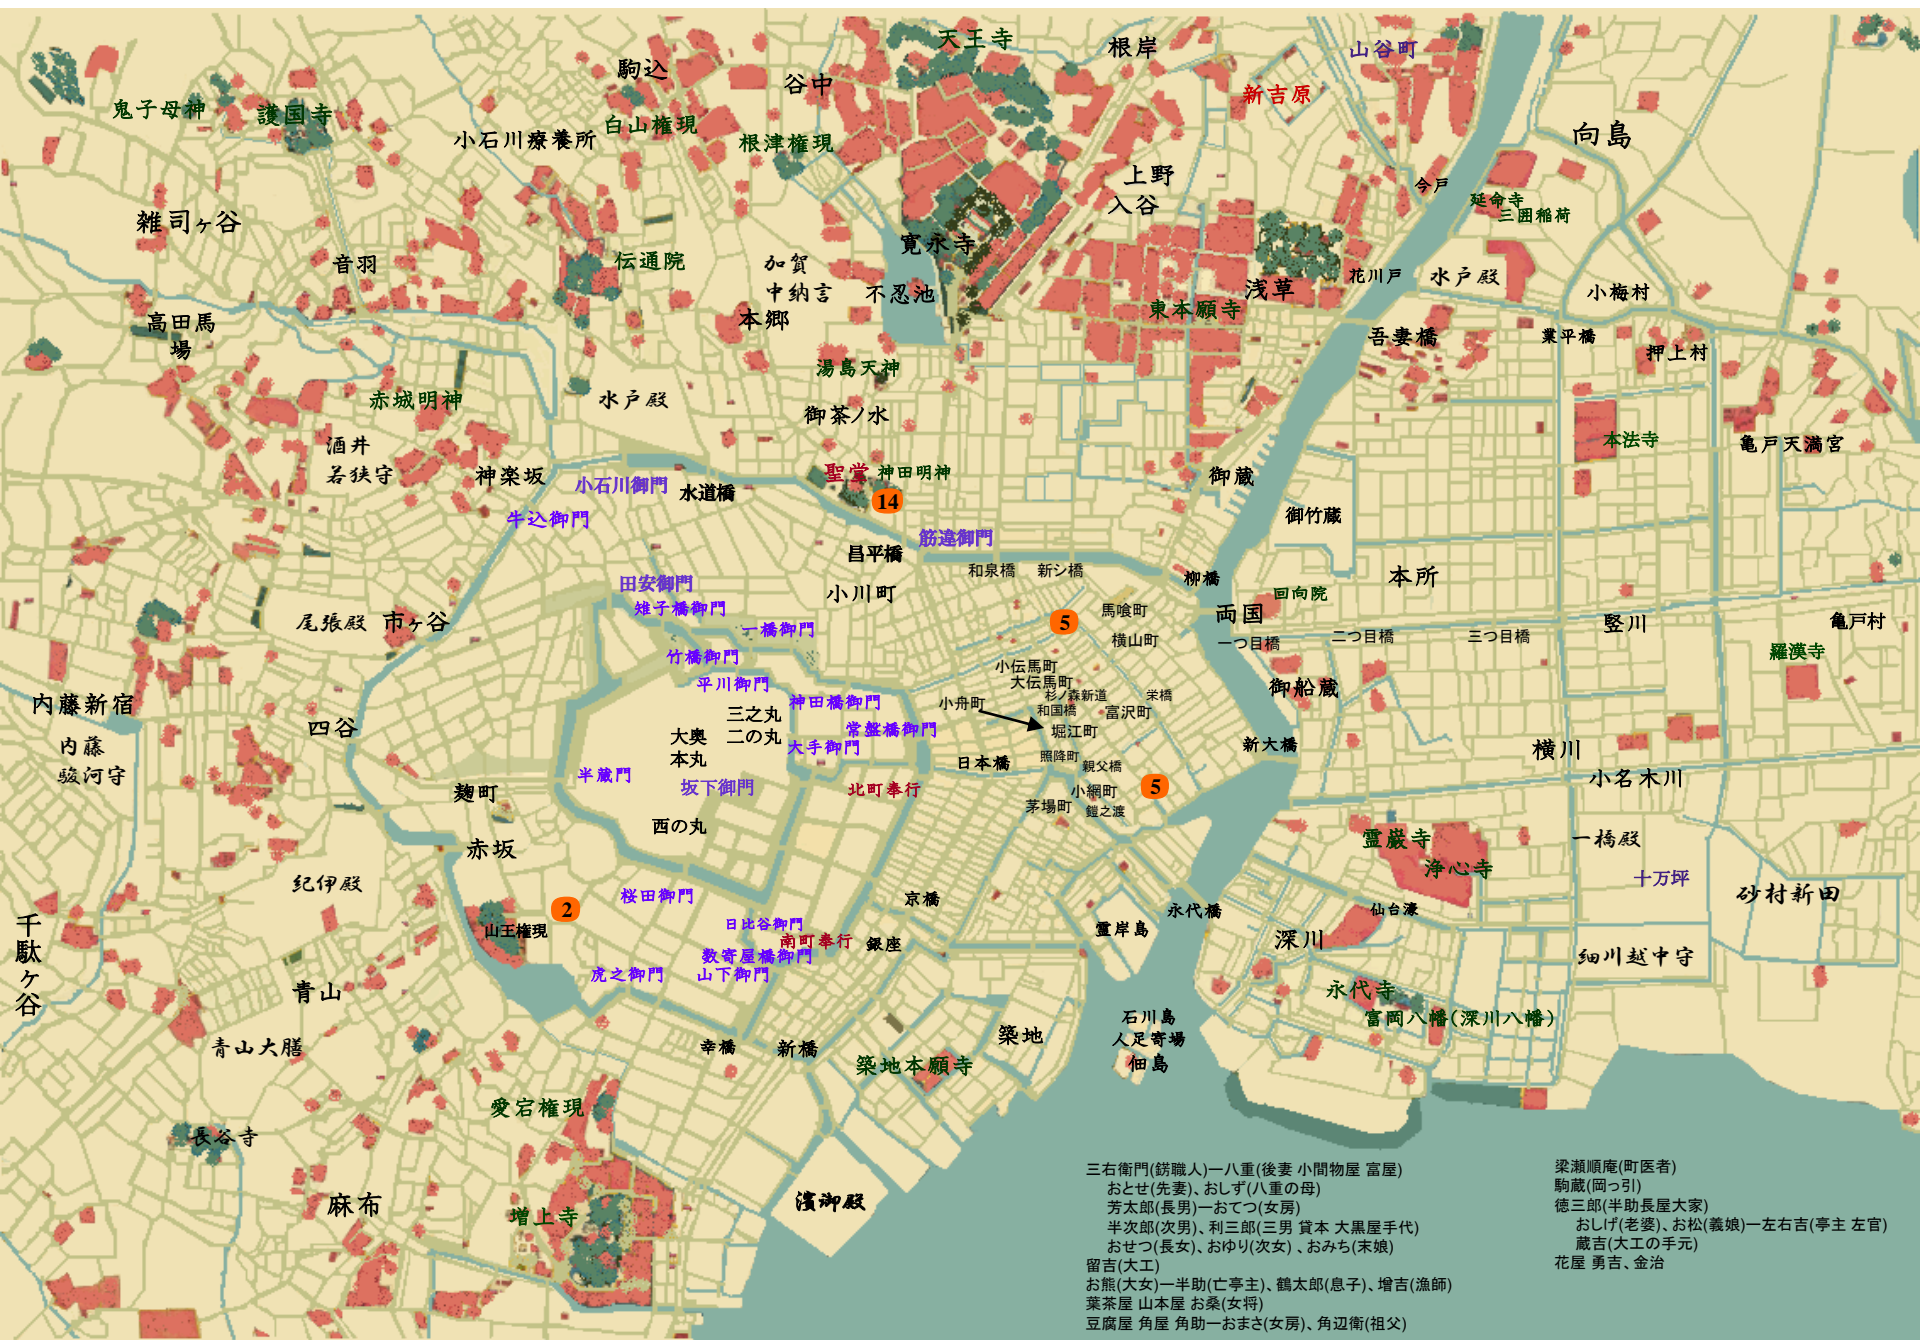 天王寺
根岸
山谷町
駒込
谷中
新吉原
鬼子母神
護国寺
小石川療養所
白山権現
根津権現
向島
上野
入谷
今戸
延命寺
三囲稲荷
雑司ヶ谷
音羽
伝通院
加賀
中納言
寛永寺
不忍池
浅草
花川戸
水戸殿
小梅村
高田馬
場
本郷
東本願寺
吾妻橋
業平橋
押上村
湯島天神
赤城明神
水戸殿
御茶ノ水
酒井
若狭守
神楽坂
小石川御門
水道橋
聖堂
神田明神
14
御蔵
本法寺
亀戸天満宮
牛込御門
御竹蔵
昌平橋
筋違御門
和泉橋
新シ橋
柳橋
本所
田安御門
小川町
雉子橋御門
一橋御門
5
馬喰町
横山町
両国
回向院
一つ目橋
二つ目橋
三つ目橋
竪川
亀戸村
羅漢寺
尾張殿
市ヶ谷
竹橋御門
平川御門
小伝馬町
大伝馬町
杉ノ森新道
栄橋
御船蔵
内藤新宿
四谷
神田橋御門
小舟町
和国橋
富沢町
三之丸
二の丸
常盤橋御門
堀江町
大奥
本丸
大手御門
新大橋
横川
内藤
駿河守
半蔵門
坂下御門
北町奉行
日本橋
照降町
親父橋
小名木川
麹町
西の丸
茅場町
小網町
鎧之渡
5
赤坂
霊巌寺
浄心寺
一橋殿
十万坪
砂村新田
紀伊殿
桜田御門
2
京橋
永代橋
仙台濠
千駄ヶ谷
山王権現
日比谷御門
南町奉行
銀座
霊岸島
深川
数寄屋橋御門
虎之御門
山下御門
細川越中守
青山
永代寺
富岡八幡(深川八幡)
青山大膳
幸橋
新橋
築地
石川島
人足寄場
佃島
築地本願寺
愛宕権現
長谷寺
麻布
増上寺
濱御殿
三右衛門(錺職人)ー八重(後妻 小間物屋 富屋)
おとせ(先妻)、おしず(八重の母)
芳太郎(長男)ーおてつ(女房)
半次郎(次男)、利三郎(三男 貸本 大黒屋手代)
おせつ(長女)、おゆり(次女) 、おみち(末娘)
留吉(大工)
お熊(大女)ー半助(亡亭主)、鶴太郎(息子)、増吉(漁師)
葉茶屋 山本屋 お桑(女将)
豆腐屋 角屋 角助ーおまさ(女房)、角辺衛(祖父)
梁瀬順庵(町医者)
駒蔵(岡っ引)
徳三郎(半助長屋大家)
おしげ(老婆)、お松(義娘)ー左右吉(亭主 左官)
蔵吉(大工の手元)
花屋 勇吉、金治